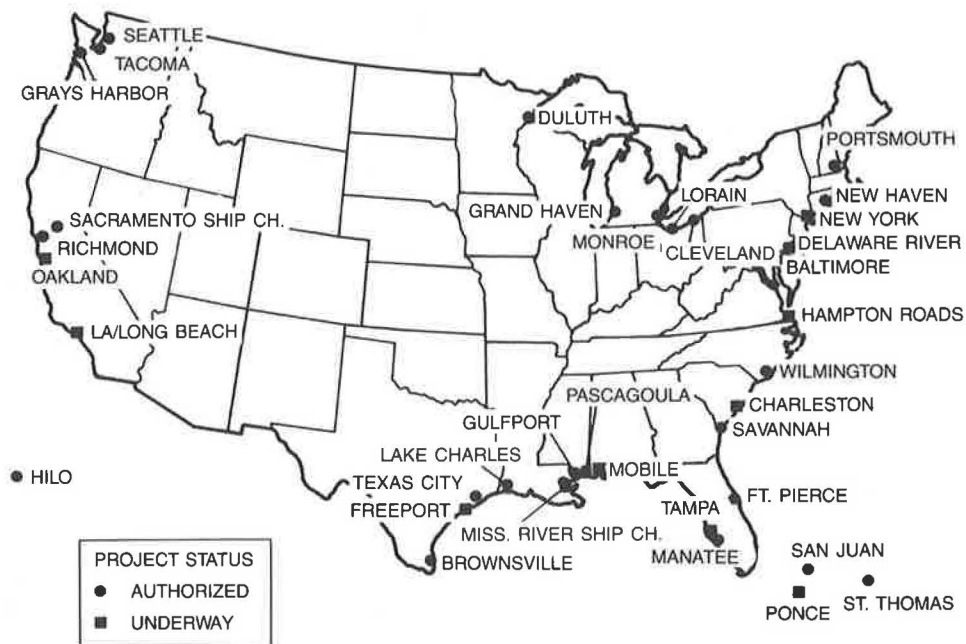 SEATTLE
TACOMA
GRAYS HARBOR
DULUTH
PORTSMOUTH
LORAIN
NEW HAVEN
GRAND HAVEN
NEW YORK
SACRAMENTO SHIP CH.
RICHMOND
MONROE
CLEVELAND
DELAWARE RIVER
OAKLAND
BALTIMORE
LA/LONG BEACH
HAMPTON ROADS
WILMINGTON
PASCAGOULA
CHARLESTON
GULFPORT
SAVANNAH
LAKE CHARLES
MOBILE
HILO
TEXAS CITY
FT. PIERCE
FREEPORT
TAMPA
MISS. RIVER SHIP CH.
MANATEE
BROWNSVILLE
SAN JUAN
PONCE
ST. THOMAS
PROJECT STATUS
AUTHORIZED
UNDERWAY